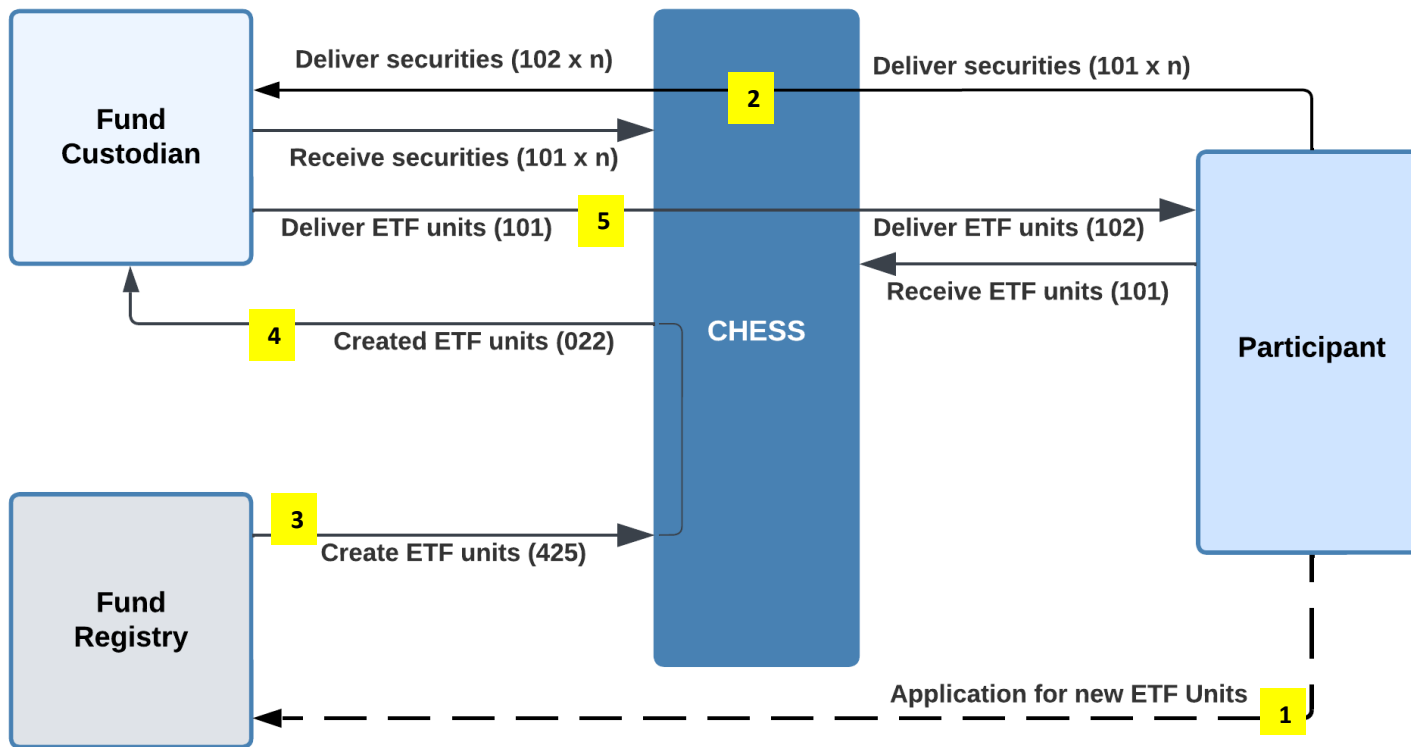 Deliver securities (102 x n)
Deliver securities (101 x n)
2
Fund
Custodian
Receive securities (101 x n)
5
Deliver ETF units (101)
Deliver ETF units (102)
Receive ETF units (101)
4
Created ETF units (022)
CHESS
Participant
3
Create ETF units (425)
Fund
Registry
Application for new ETF Units
1